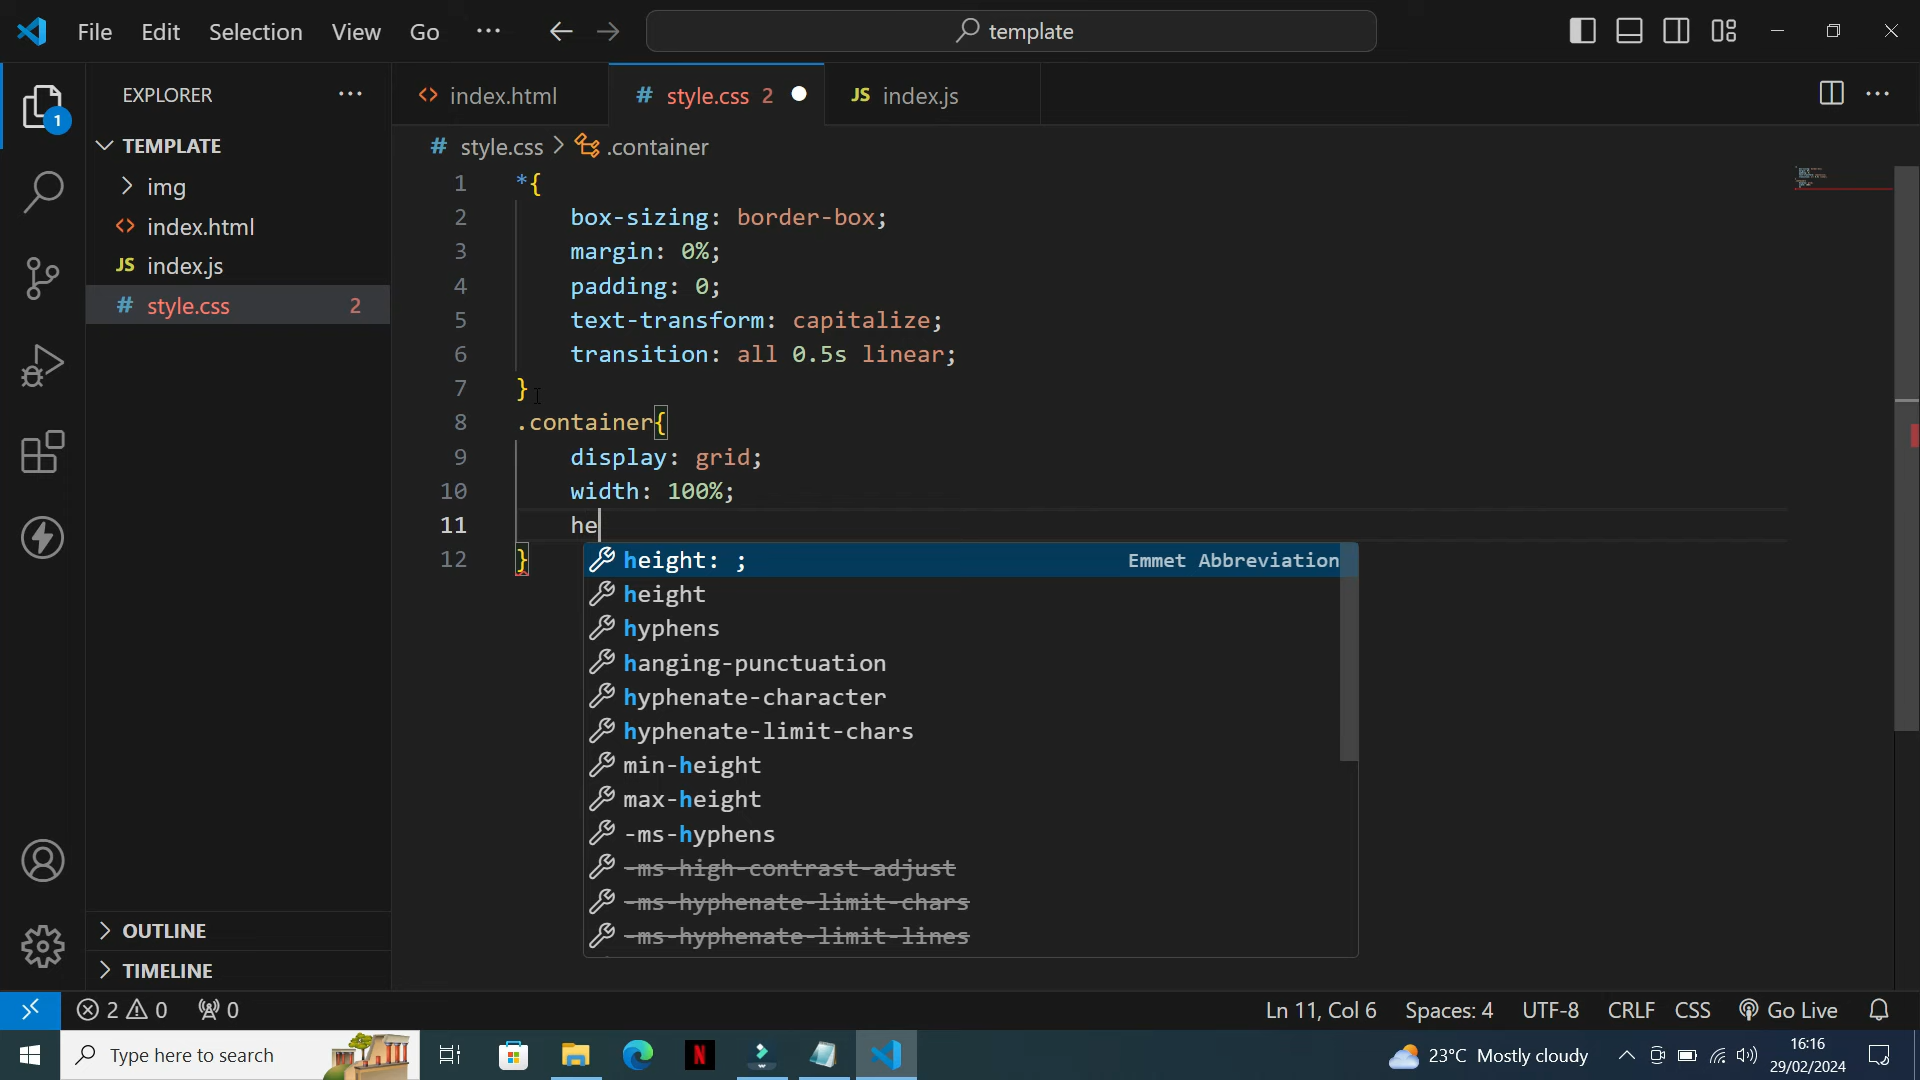 File Edit Selection View Go ··· template
EXPLORER ···
TEMPLATE
img
index.html
JS index.js
# style.css 2
OUTLINE
TIMELINE
1
<> index.html
# style.css 2
JS index.js
# style.css > .container
1 *{
2 box-sizing: border-box;
3 margin: 0%;
4 padding: 0;
5 text-transform: capitalize;
6 transition: all 0.5s linear;
7 }
8 .container{
9 display: grid;
10 width: 100%;
11 he
12 }
height: ; Emmet Abbreviation
height
hyphens
hanging-punctuation
hyphenate-character
hyphenate-limit-chars
min-height
max-height
-ms-hyphens
-ms-high-contrast-adjust
-ms-hyphenate-limit-chars
-ms-hyphenate-limit-lines
2 0 0 Ln 11, Col 6 Spaces: 4 UTF-8 CRLF CSS Go Live
Type here to search N 23°C Mostly cloudy 16:16
29/02/2024